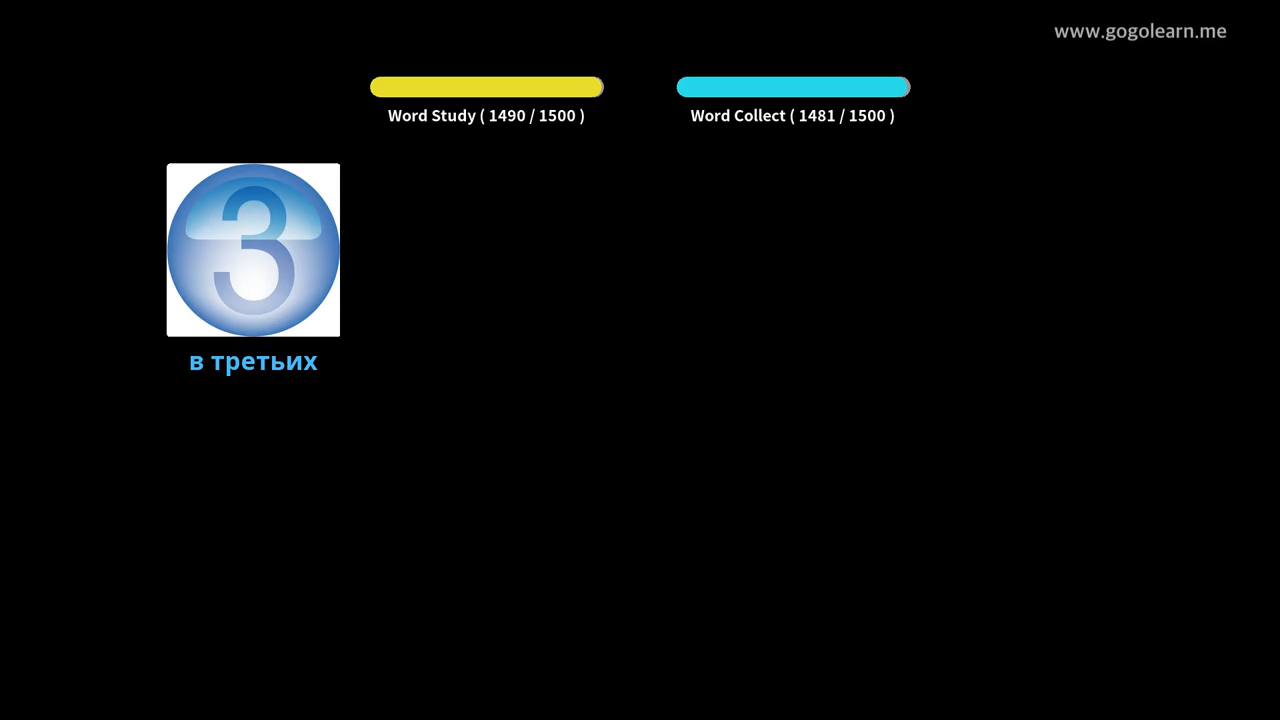 www.gogolearn.me
Word Study ( 1490 / 1500 )
Word Collect ( 1481 / 1500 )
3
в третьих